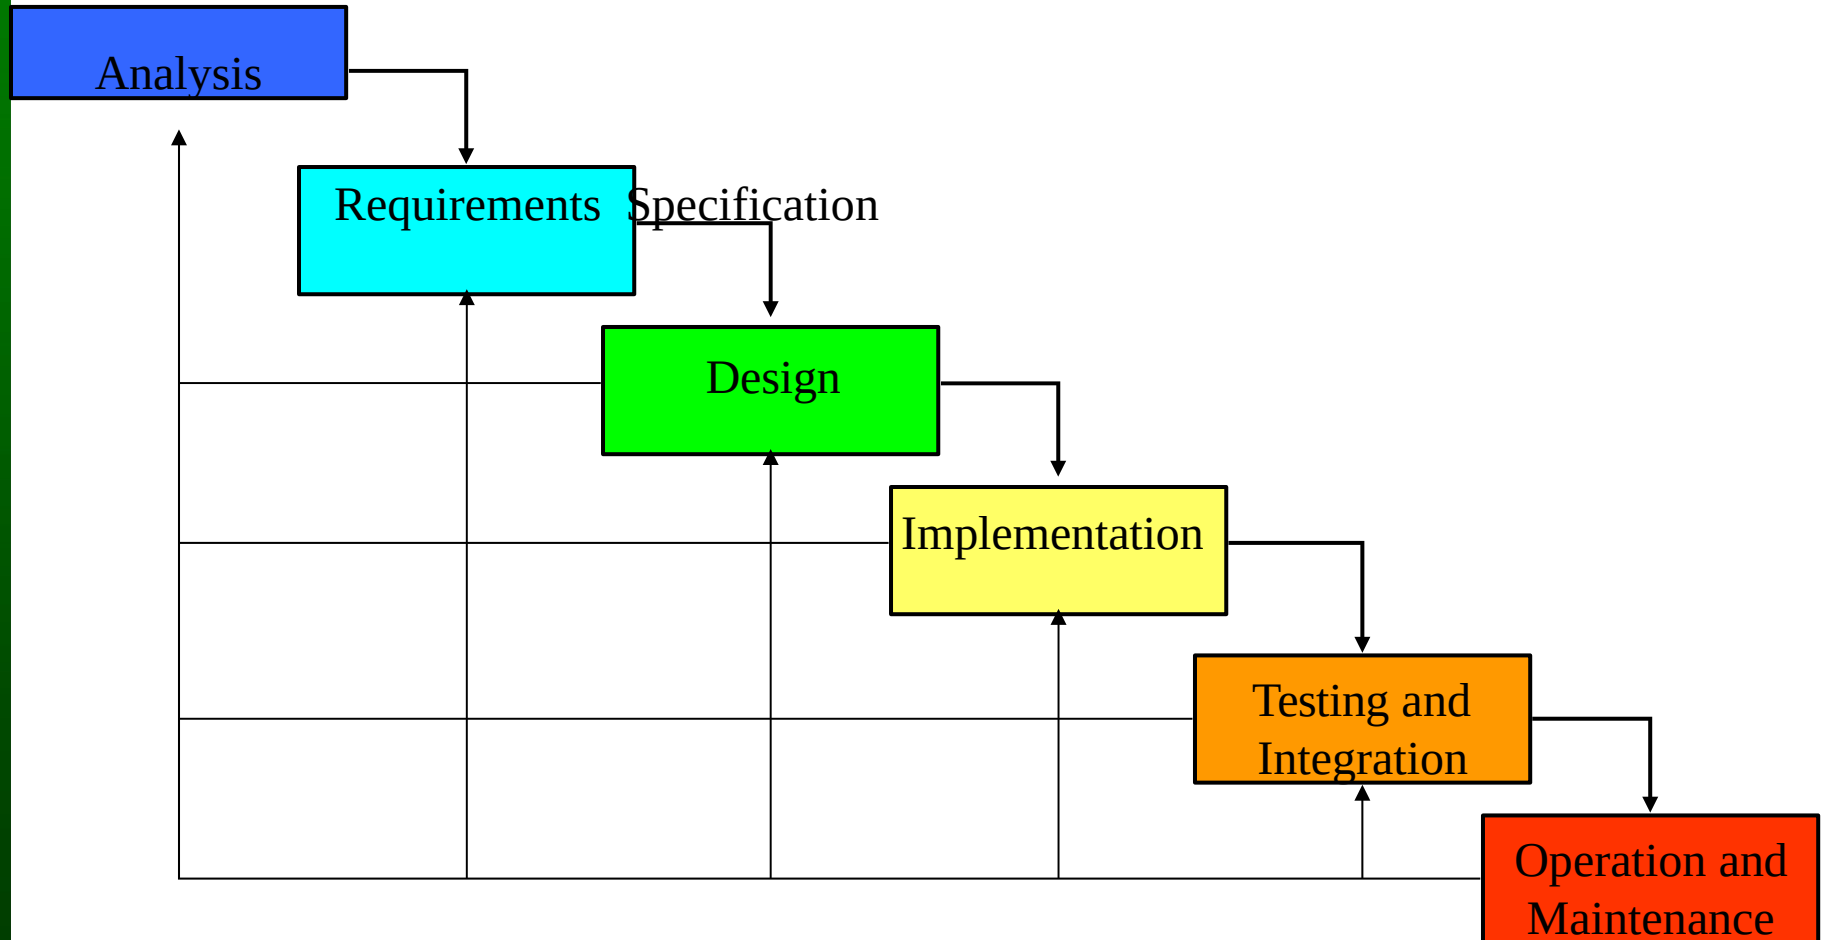 Analysis
Requirements Specification
Design
Implementation
Testing and
Integration
Operation and
Maintenance